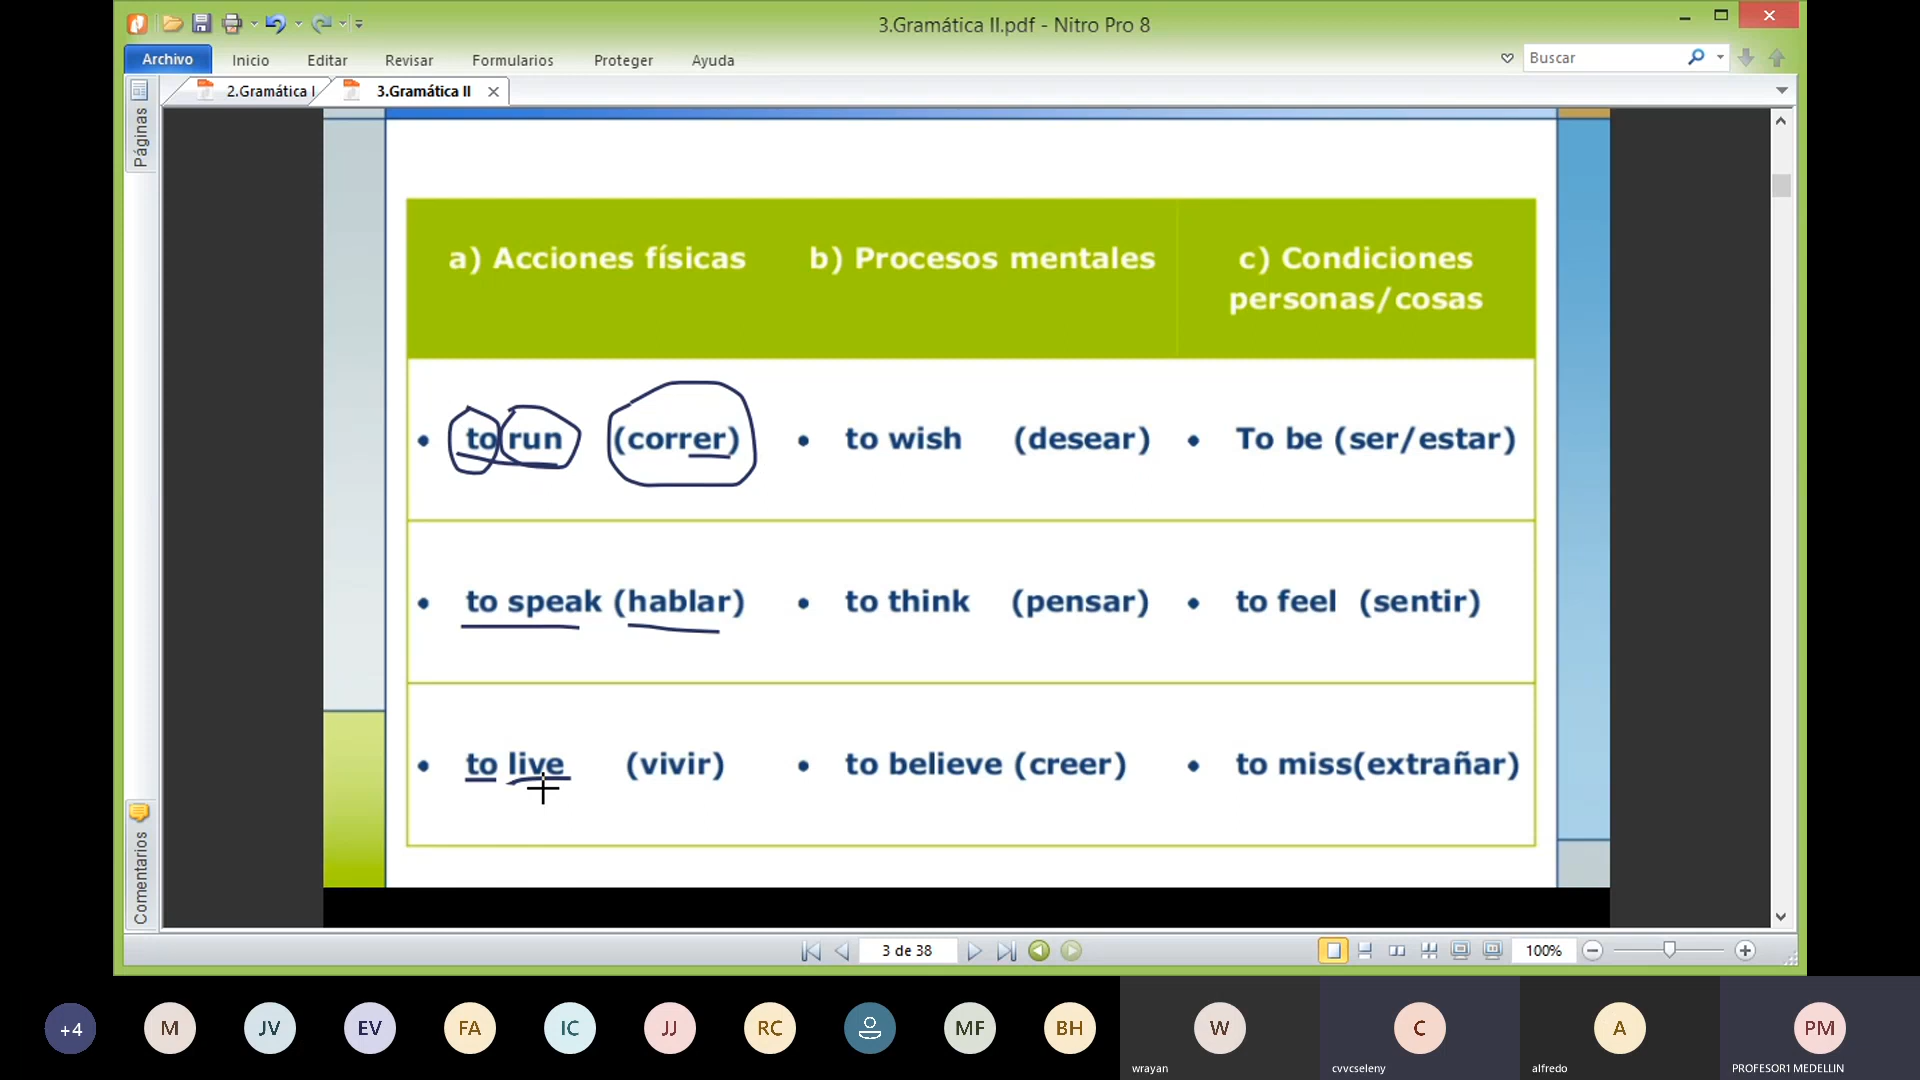 3.Gramática II.pdf - Nitro Pro 8
Archivo Inicio Editar Revisar Formularios Proteger Ayuda Buscar
2.Gramática I 3.Gramática II
Páginas
a) Acciones físicas b) Procesos mentales c) Condiciones
personas/cosas
• to run (correr) • to wish (desear) • To be (ser/estar)
• to speak (hablar) • to think (pensar) • to feel (sentir)
• to live (vivir) • to believe (creer) • to miss(extrañar)
Comentarios
3 de 38 100%
+4 M JV EV FA IC JJ RC MF BH W C A PM
wrayan cvvcseleny alfredo PROFESOR1 MEDELLIN